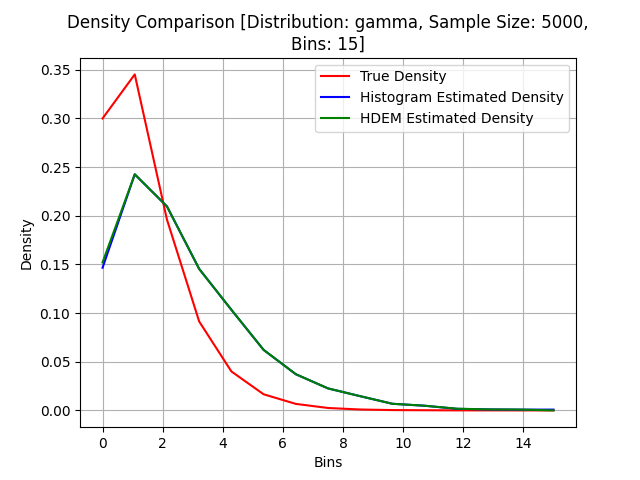 Density Comparison [Distribution: gamma, Sample Size: 5000,
Bins: 15]
True Density
Histogram Estimated Density
HDEM Estimated Density
0.35
0.30
0.25
0.20
0.15
0.10
0.05
0.00
Density
0 2 4 6 8 10 12 14
Bins